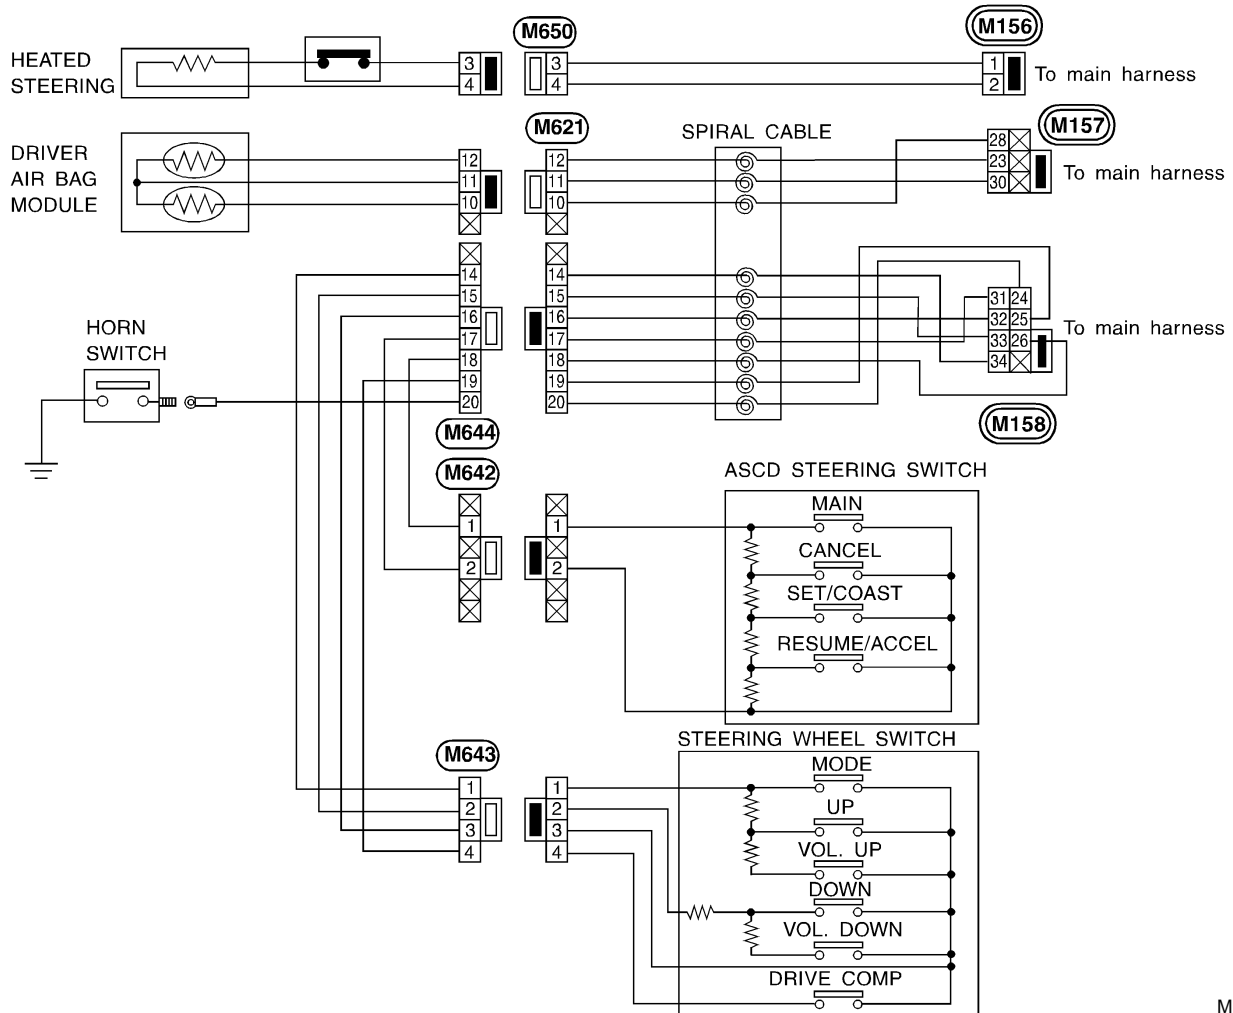 M650
M156
HEATED
STEERING
3
4
3
4
1
2
To main harness
M621
SPIRAL CABLE
M157
DRIVER
AIR BAG
MODULE
12
11
10
12
11
10
28
23
30
To main harness
14
15
16
17
18
19
20
14
15
16
17
18
19
20
31 24
32 25
33 26
34
To main harness
HORN
SWITCH
M644
M158
M642
1
2
1
2
ASCD STEERING SWITCH
MAIN
CANCEL
SET/COAST
RESUME/ACCEL
M643
1
2
3
4
1
2
3
4
STEERING WHEEL SWITCH
MODE
UP
VOL. UP
DOWN
VOL. DOWN
DRIVE COMP
M